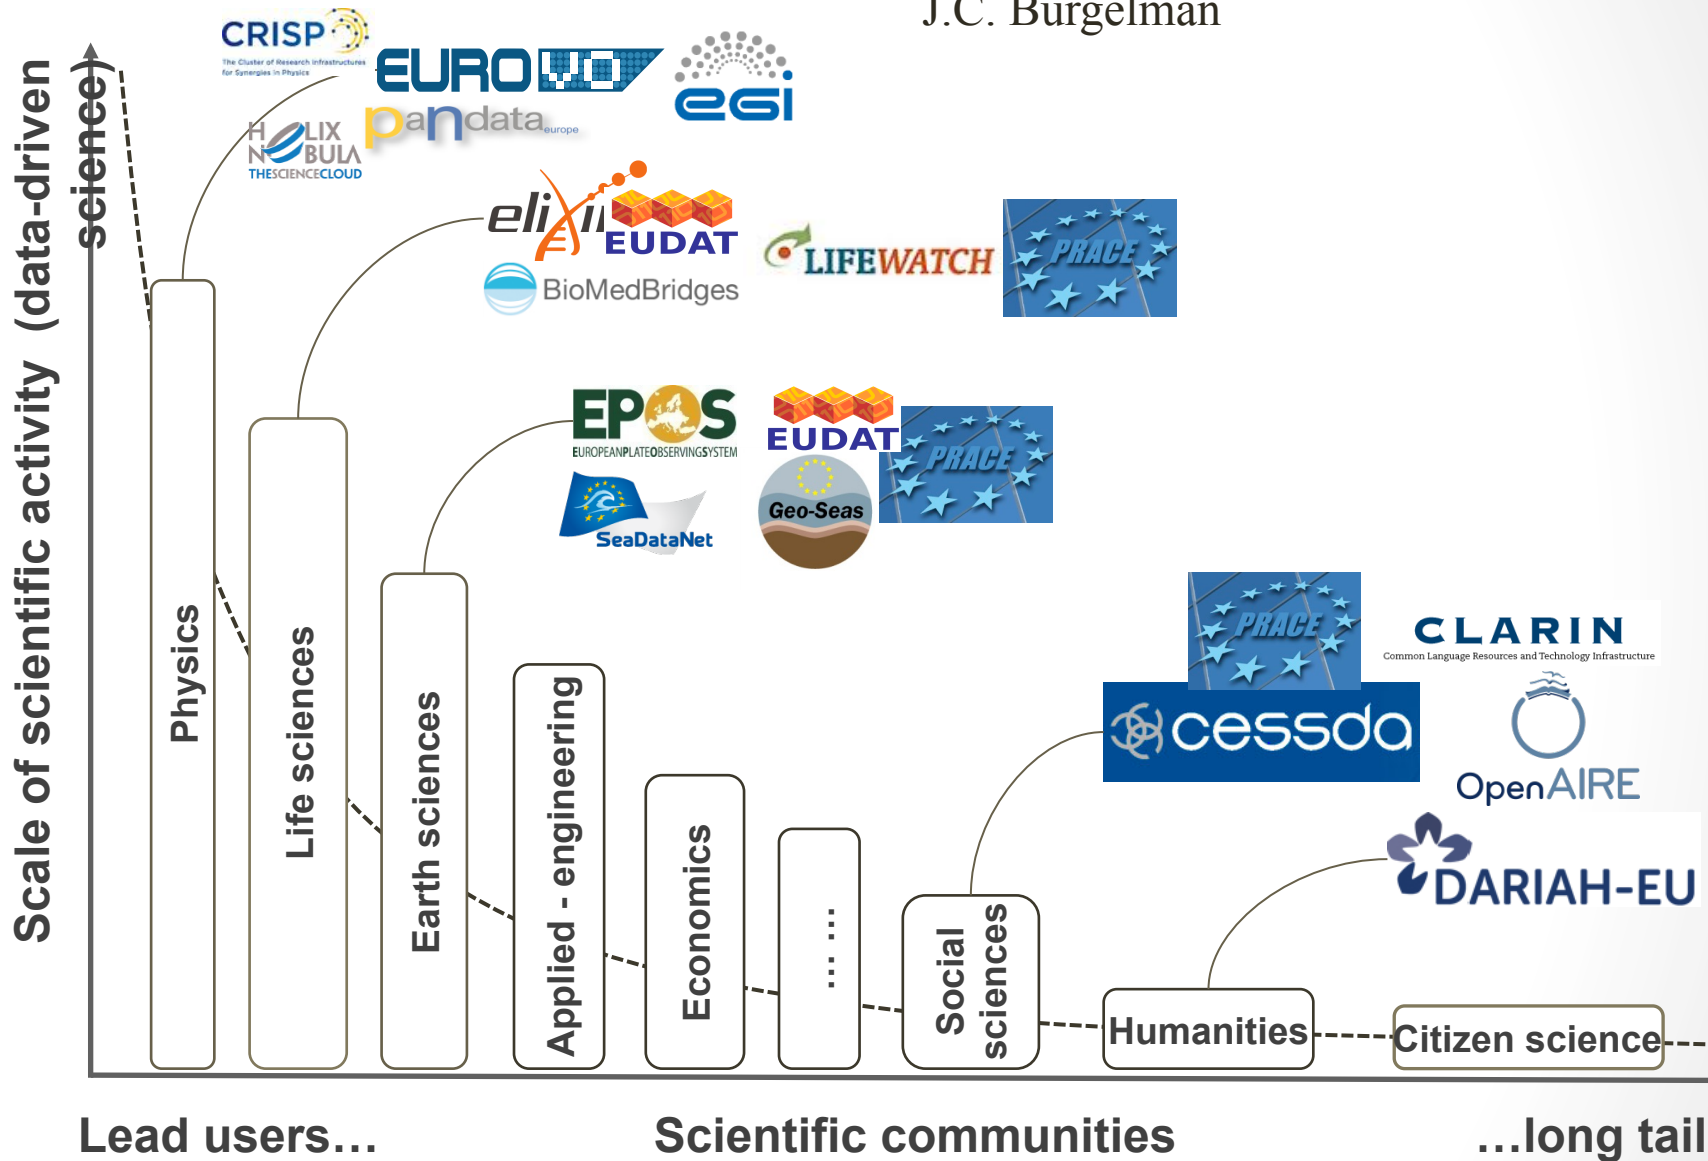 J.C. Burgelman
Scale of scientific activity (data-driven
science)
CRISP
The Cluster of Research Infrastructures
for Synergies in Physics
EURO VO
egi
pandata europe
HELIX
NEBULA
THE SCIENCE CLOUD
elixir
EUDAT
BioMedBridges
LIFEWATCH
PRACE
EPOS
EUROPEANPLATEOBSERVINGSYSTEM
EUDAT
PRACE
SeaDataNet
Geo-Seas
PRACE
cessda
CLARIN
Common Language Resources and Technology Infrastructure
OpenAIRE
DARIAH-EU
Physics
Life sciences
Earth sciences
Applied - engineering
Economics
... ...
Social
sciences
Humanities
Citizen science
Lead users…
Scientific communities
…long tail